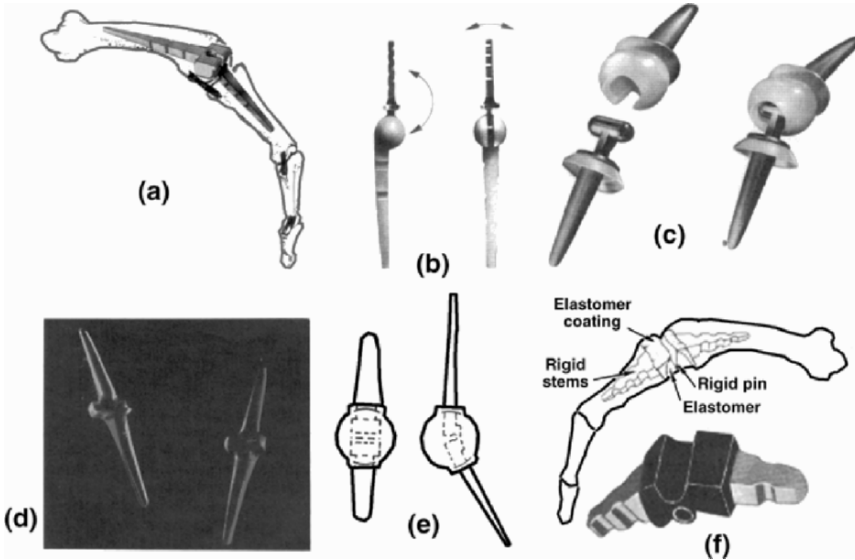 (a)
(b)
(c)
(d)
(e)
Elastomer
coating
Rigid
stems
Rigid pin
Elastomer
(f)